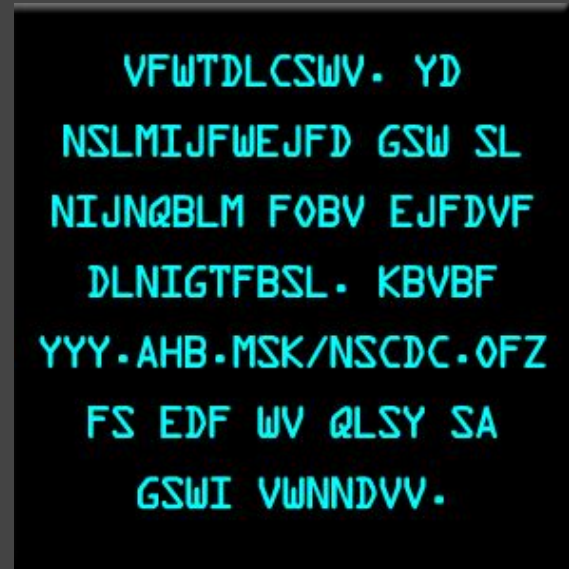 VFWTDLCSWV. YD
NSLMIJFWEJFD GSW SL
NIJNQBLM FOBV EJFDVF
DLNIGTFBSL. KBVBF
YYY.AHB.MSK/NSCDC.OFZ
FS EDF WV QLSY SA
GSWI VWNNDVV.